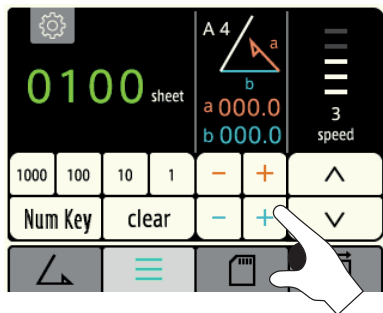 A 4
a
b
0100 sheet
a 000.0
b 000.0
3
speed
1000 100 10 1 − +
Num Key clear − +